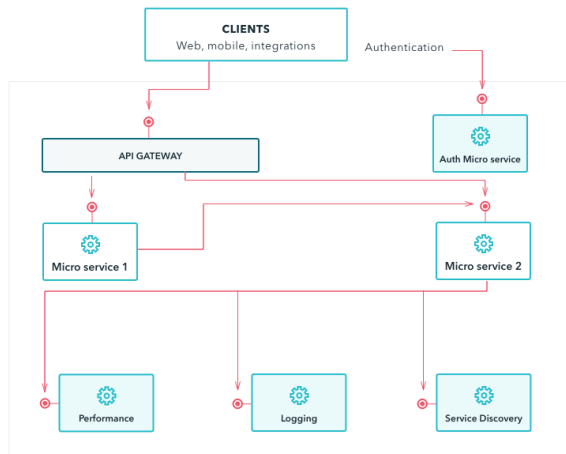 CLIENTS
Web, mobile, integrations
Authentication
API GATEWAY
Auth Micro service
Micro service 1
Micro service 2
Performance
Logging
Service Discovery